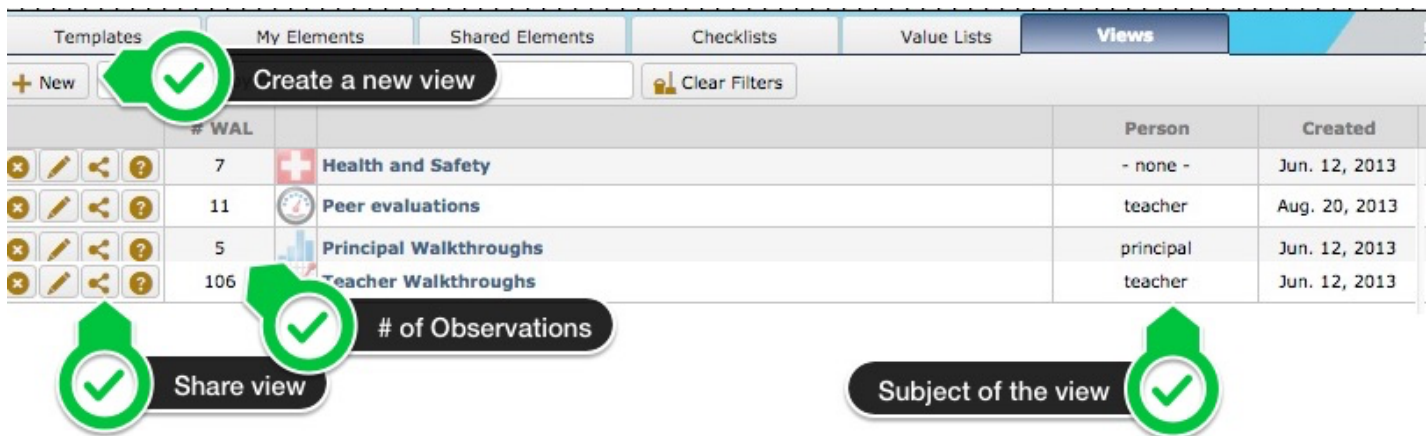 Templates My Elements Shared Elements Checklists Value Lists Views
+ New Create a new view Clear Filters
# WAL Person Created
7 Health and Safety - none - Jun. 12, 2013
11 Peer evaluations teacher Aug. 20, 2013
5 Principal Walkthroughs principal Jun. 12, 2013
106 Teacher Walkthroughs teacher Jun. 12, 2013
# of Observations
Share view Subject of the view